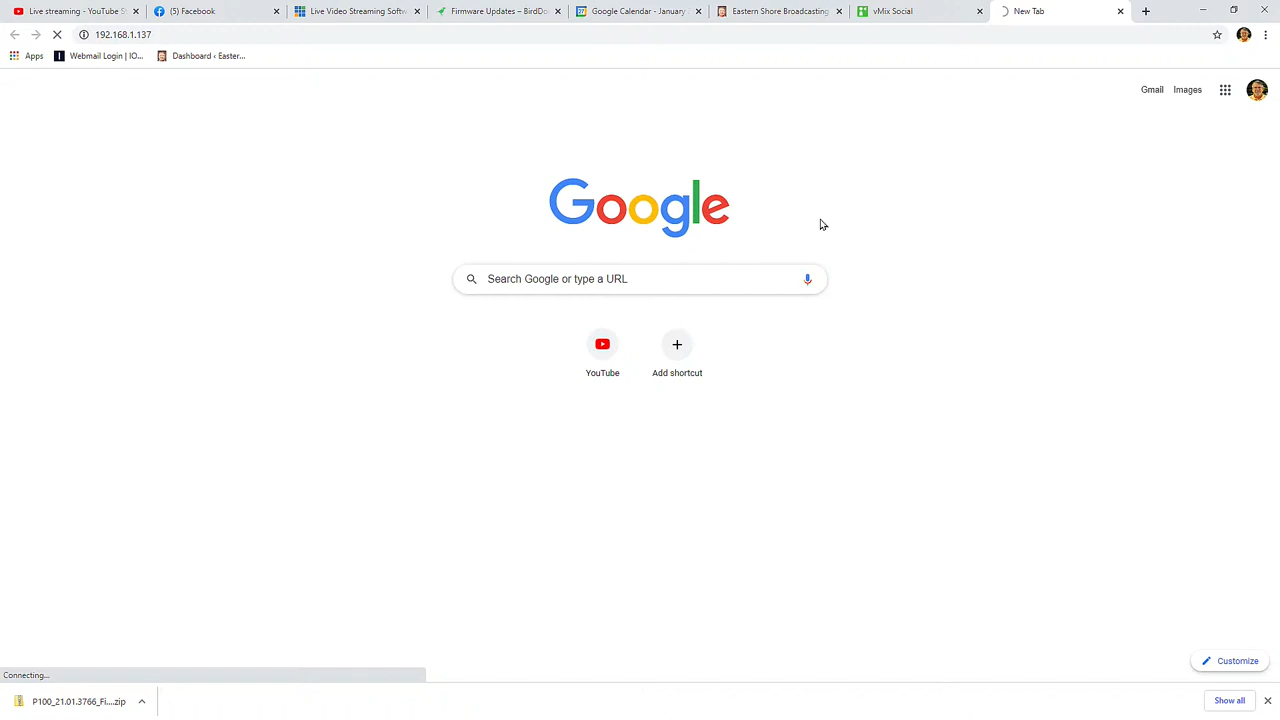 Live streaming - YouTube S
(5) Facebook
Live Video Streaming Softw
Firmware Updates – BirdDo
Google Calendar - January
Eastern Shore Broadcasting
vMix Social
New Tab
192.168.1.137
Apps
Webmail Login | IO...
Dashboard ‹ Easter...
Gmail
Images
Google
Search Google or type a URL
YouTube
Add shortcut
Customize
Connecting...
P100_21.01.3766_Fi....zip
Show all